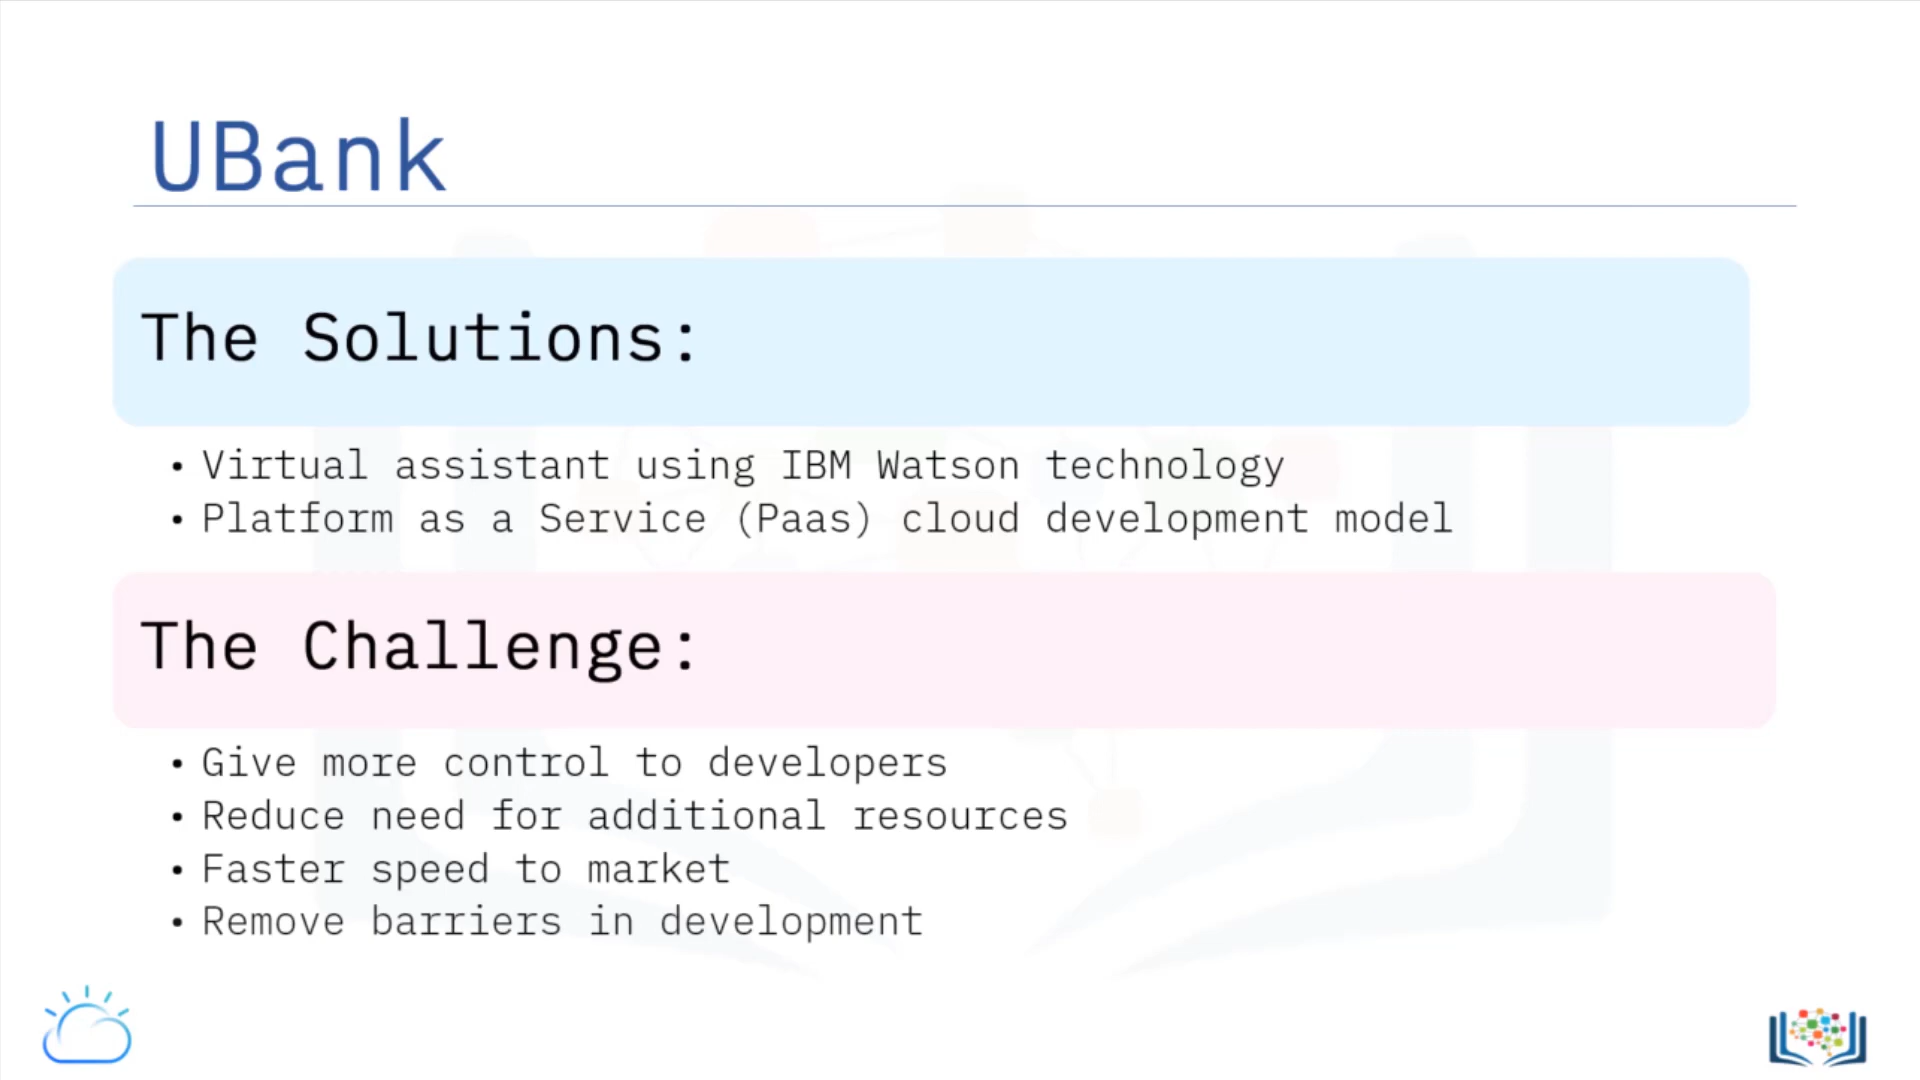 UBank
The Solutions:
• Virtual assistant using IBM Watson technology
• Platform as a Service (Paas) cloud development model
The Challenge:
• Give more control to developers
• Reduce need for additional resources
• Faster speed to market
• Remove barriers in development